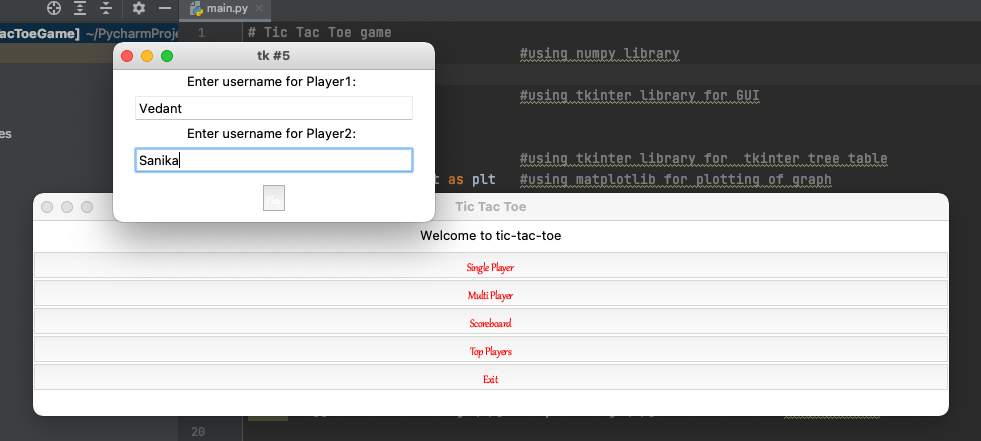 main.py
TacToeGame] ~/PycharmProje
1
# Tic Tac Toe game
#using numpy library
tk #5
Enter username for Player1:
Vedant
#using tkinter library for GUI
Enter username for Player2:
es
Sanika
#using tkinter library for  tkinter tree table
t as plt #using matplotlib for plotting of graph
Play
Tic Tac Toe
Welcome to tic-tac-toe
Single Player
Multi Player
Scoreboard
Top Players
Exit
20